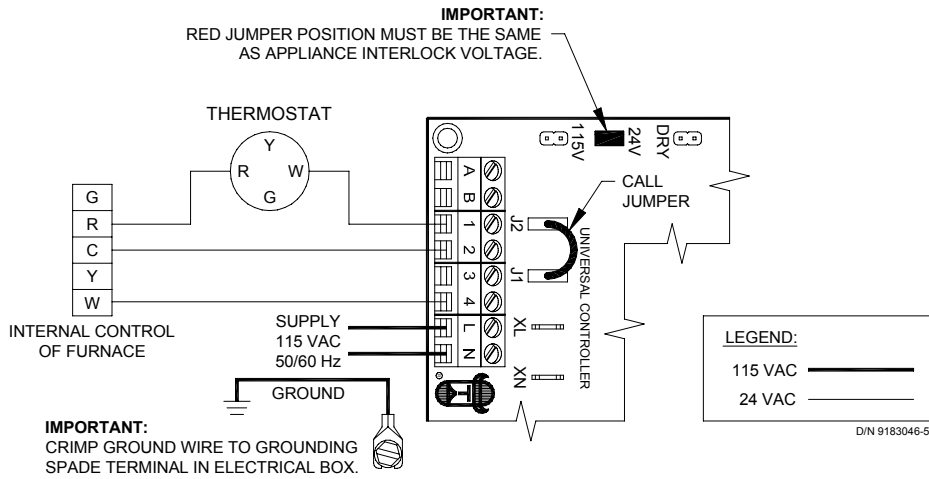 IMPORTANT:
RED JUMPER POSITION MUST BE THE SAME
AS APPLIANCE INTERLOCK VOLTAGE.
THERMOSTAT
Y
R W
G
115V
24V
DRY
CALL
JUMPER
G
R
C
Y
W
INTERNAL CONTROL
OF FURNACE
A
B
1
2
3
4
L
N
J2
J1
XL
XN
UNIVERSAL CONTROLLER
SUPPLY
115 VAC
50/60 Hz
GROUND
IMPORTANT:
CRIMP GROUND WIRE TO GROUNDING
SPADE TERMINAL IN ELECTRICAL BOX.
LEGEND:
115 VAC
24 VAC
D/N 9183046-5